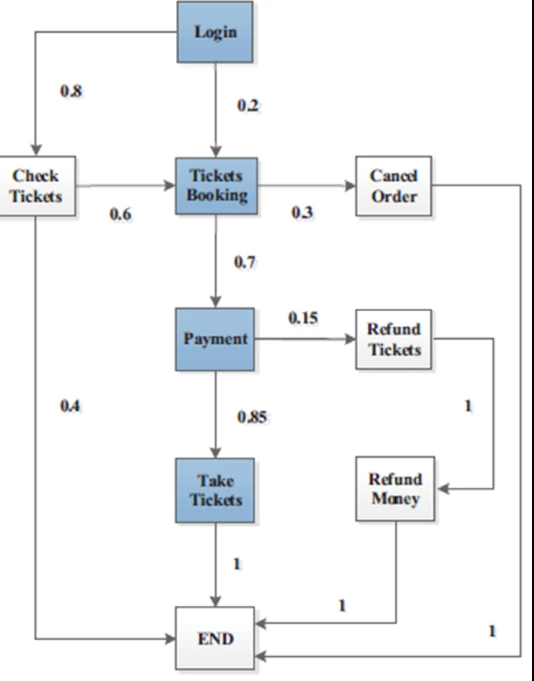 Login
0.8
0.2
Check
Tickets
Tickets
Booking
Cancel
Order
0.6
0.3
0.7
Payment
0.15
Refund
Tickets
0.4
0.85
1
Take
Tickets
Refund
Money
1
1
1
END